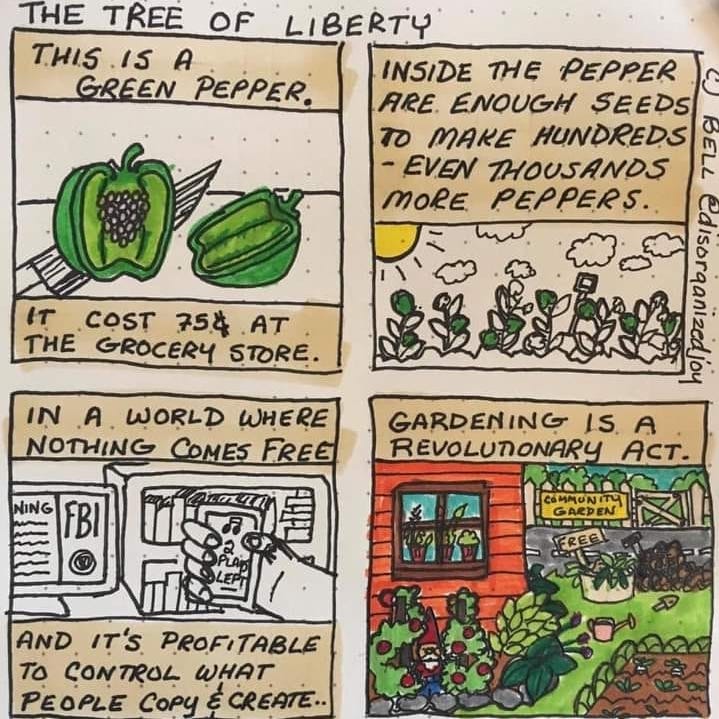 THE TREE OF LIBERTY
THIS IS A
GREEN PEPPER.
IT COST 75¢ AT
THE GROCERY STORE.
INSIDE THE PEPPER
ARE ENOUGH SEEDS
TO MAKE HUNDREDS
- EVEN THOUSANDS
MORE PEPPERS.
CJ BELL @disorganizedjoy
IN A WORLD WHERE
NOTHING COMES FREE
NING
FBI
2
PLAY
LEFT
AND IT'S PROFITABLE
TO CONTROL WHAT
PEOPLE COPY & CREATE..
GARDENING IS A
REVOLUTIONARY ACT.
COMMUNITY
GARDEN
FREE!